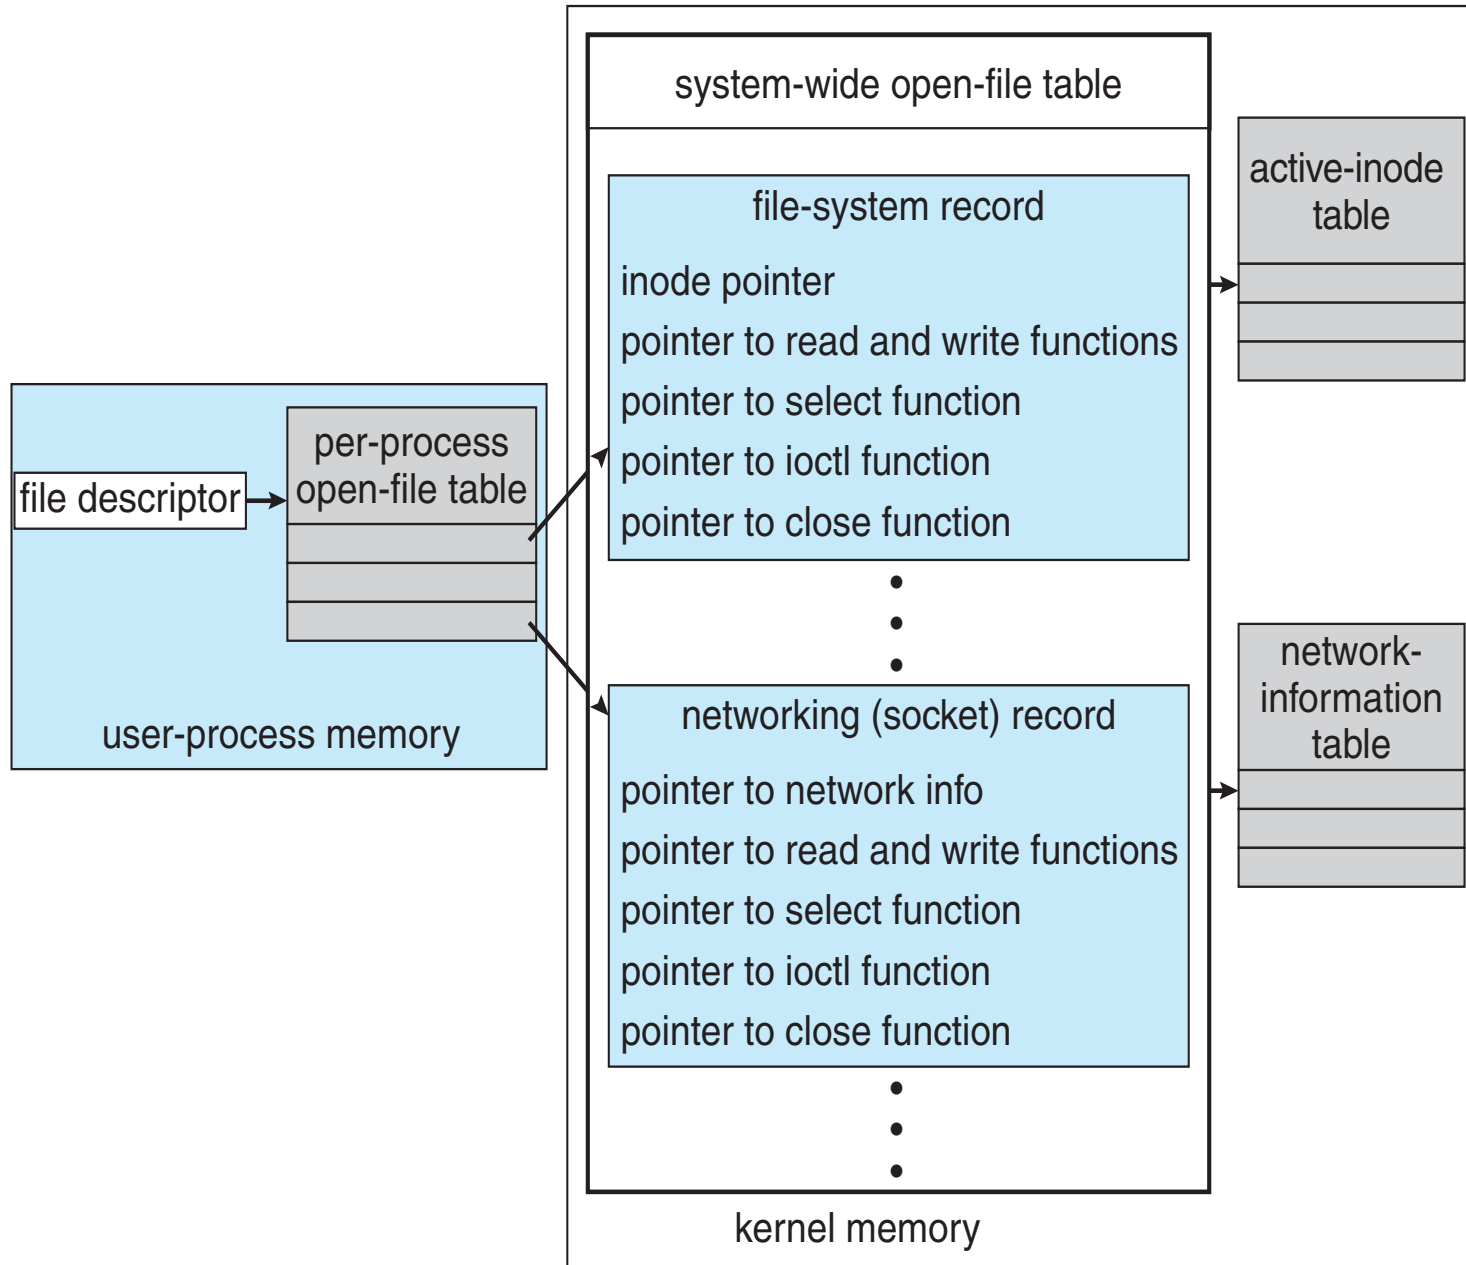 file descriptor
per-process
open-file table
user-process memory
system-wide open-file table
file-system record
inode pointer
pointer to read and write functions
pointer to select function
pointer to ioctl function
pointer to close function
networking (socket) record
pointer to network info
pointer to read and write functions
pointer to select function
pointer to ioctl function
pointer to close function
kernel memory
active-inode
table
network-
information
table